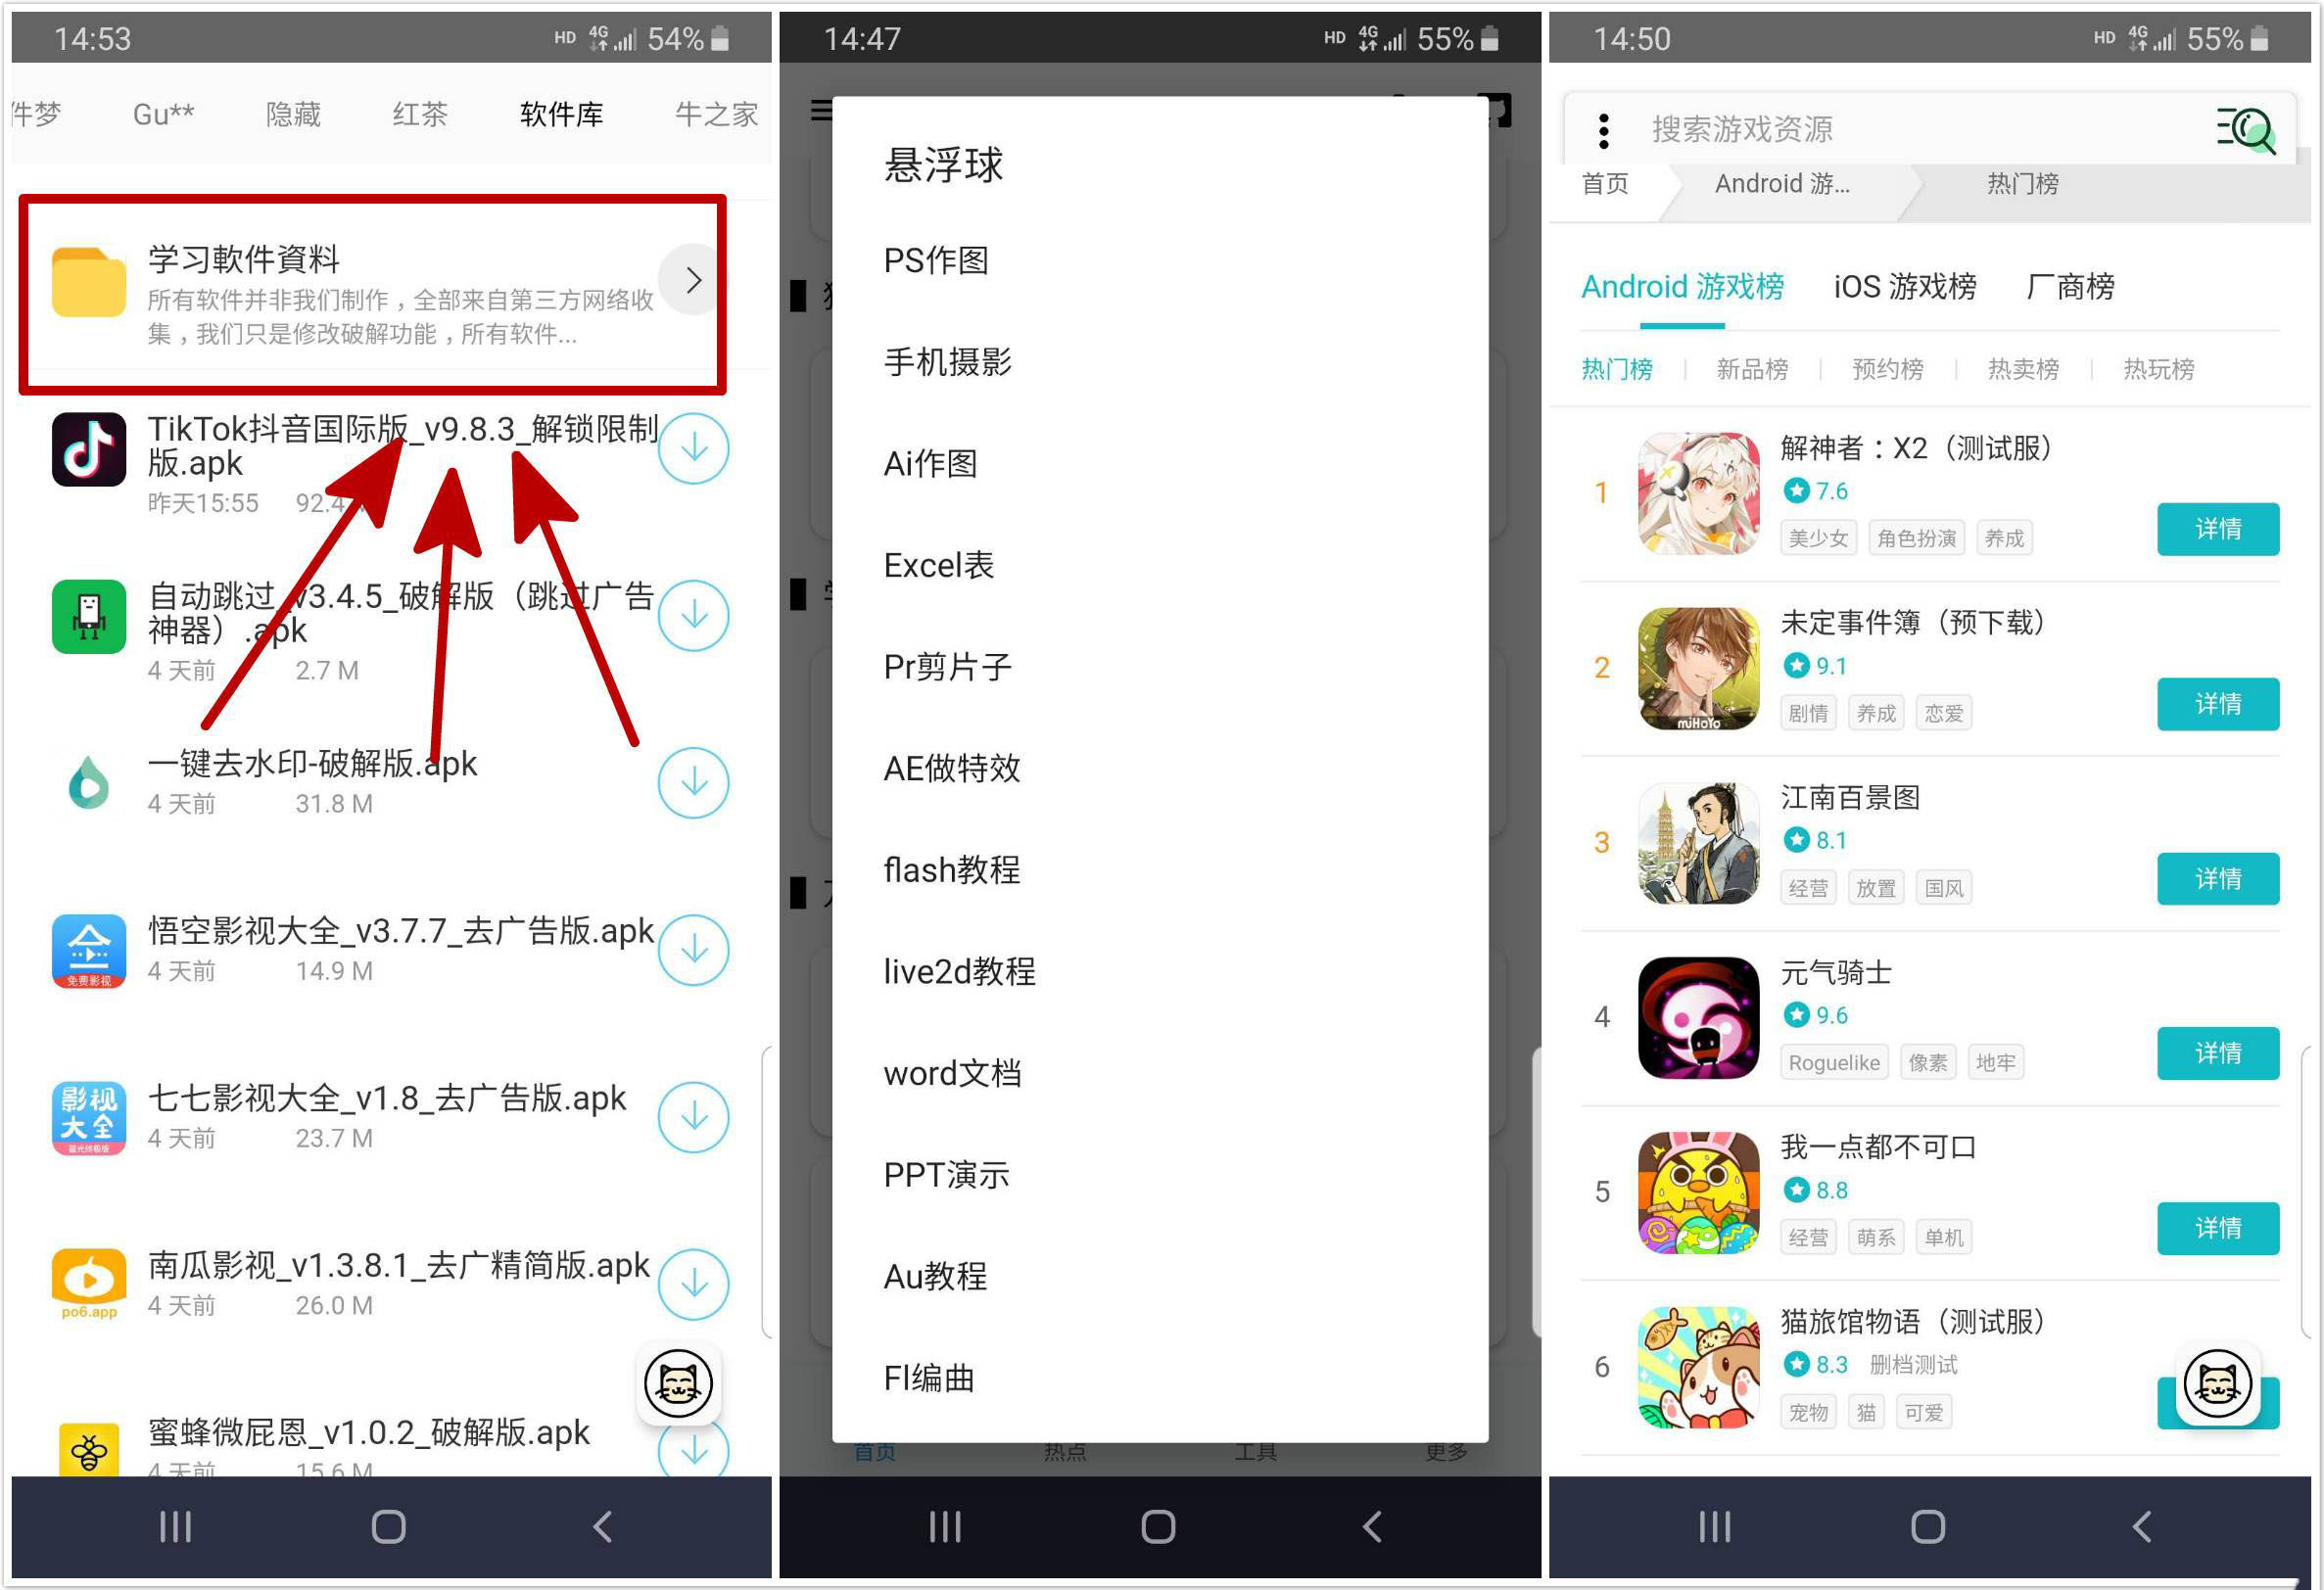 14:53
HD 4G 54%
件梦 Gu** 隐藏 红茶 软件库 牛之家
学习軟件資料
所有软件并非我们制作，全部来自第三方网络收
集，我们只是修改破解功能，所有软件...
TikTok抖音国际版_v9.8.3_解锁限制
版.apk
昨天15:55 92.4
自动跳过_v3.4.5_破解版（跳过广告
神器）.apk
4 天前 2.7 M
一键去水印-破解版.apk
4 天前 31.8 M
悟空影视大全_v3.7.7_去广告版.apk
免费影视
4 天前 14.9 M
影视
大全
七七影视大全_v1.8_去广告版.apk
4 天前 23.7 M
南瓜影视_v1.3.8.1_去广精简版.apk
po6.app
4 天前 26.0 M
蜜蜂微屁恩_v1.0.2_破解版.apk
4 天前 15.6 M
14:47
HD 4G 55%
悬浮球
PS作图
手机摄影
Ai作图
Excel表
Pr剪片子
AE做特效
flash教程
live2d教程
word文档
PPT演示
Au教程
Fl编曲
首页 热点 工具 更多
14:50
HD 4G 55%
搜索游戏资源
首页 Android 游... 热门榜
Android 游戏榜 iOS 游戏榜 厂商榜
热门榜 新品榜 预约榜 热卖榜 热玩榜
1 解神者：X2（测试服）
7.6
美少女 角色扮演 养成
详情
2 未定事件簿（预下载）
9.1
miHoYo
剧情 养成 恋爱
详情
3 江南百景图
8.1
经营 放置 国风
详情
4 元气骑士
9.6
Roguelike 像素 地牢
详情
5 我一点都不可口
8.8
经营 萌系 单机
详情
6 猫旅馆物语（测试服）
8.3 删档测试
宠物 猫 可爱